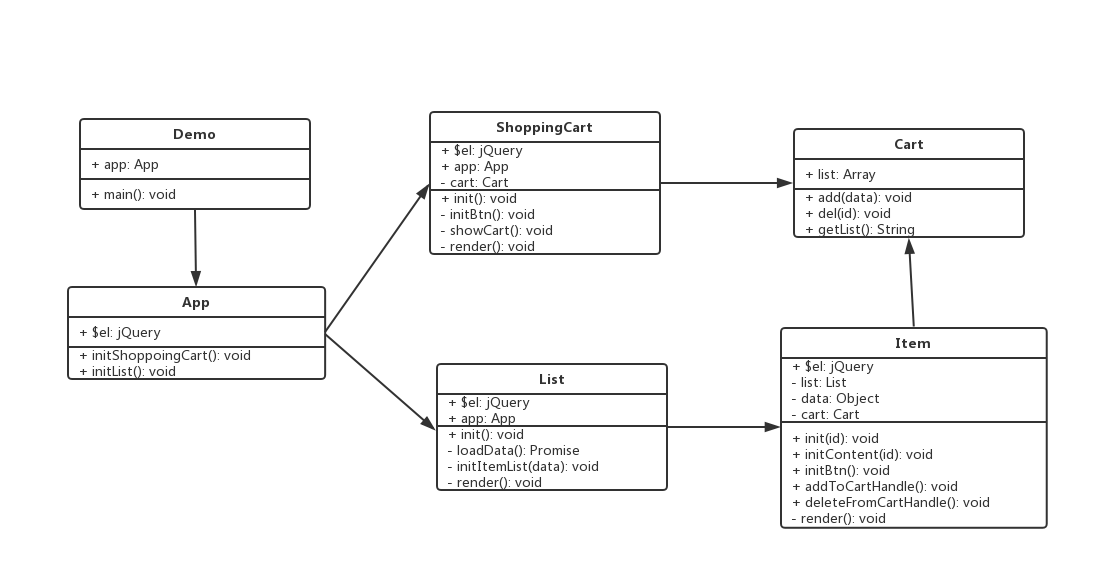 Demo
+ app: App
+ main(): void
App
+ $el: jQuery
+ initShoppoingCart(): void
+ initList(): void
ShoppingCart
+ $el: jQuery
+ app: App
- cart: Cart
+ init(): void
- initBtn(): void
- showCart(): void
- render(): void
List
+ $el: jQuery
+ app: App
+ init(): void
- loadData(): Promise
- initItemList(data): void
- render(): void
Cart
+ list: Array
+ add(data): void
+ del(id): void
+ getList(): String
Item
+ $el: jQuery
- list: List
- data: Object
- cart: Cart
+ init(id): void
+ initContent(id): void
+ initBtn(): void
+ addToCartHandle(): void
+ deleteFromCartHandle(): void
- render(): void